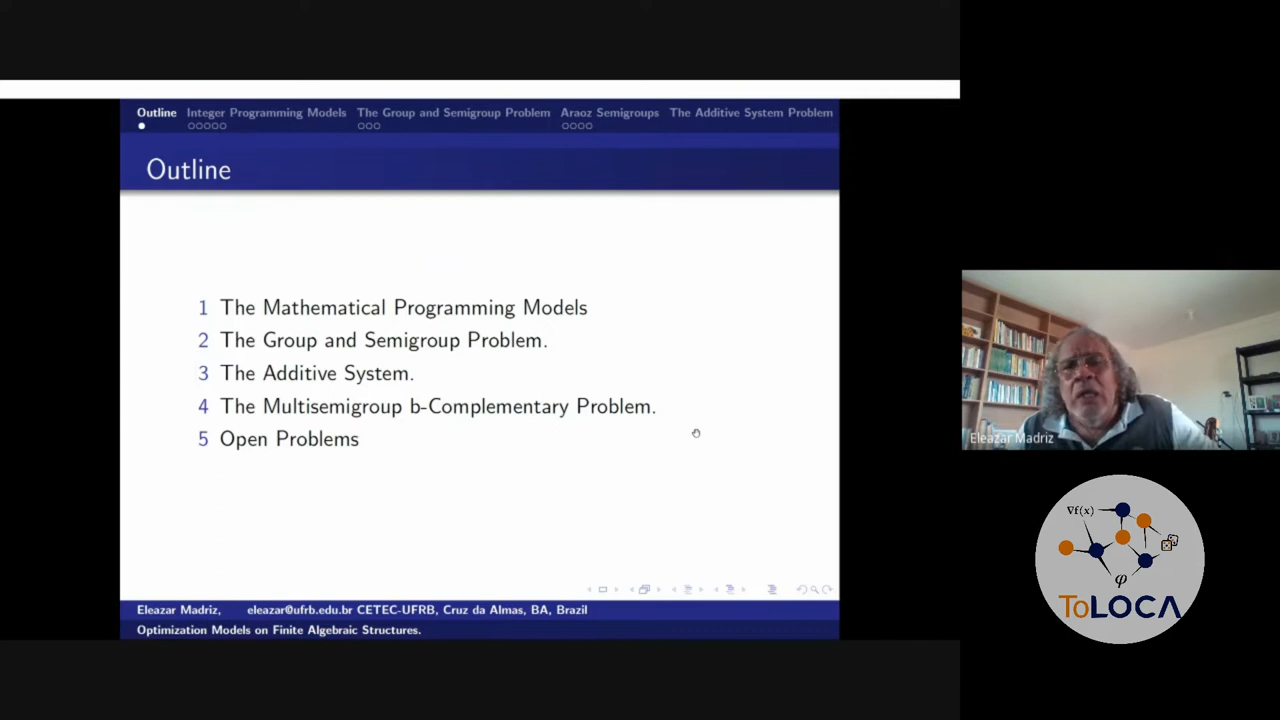 Outline Integer Programming Models The Group and Semigroup Problem Araoz Semigroups The Additive System Problem
Outline
1 The Mathematical Programming Models
2 The Group and Semigroup Problem.
3 The Additive System.
4 The Multisemigroup b-Complementary Problem.
5 Open Problems
Eleazar Madriz, eleazar@ufrb.edu.br CETEC-UFRB, Cruz da Almas, BA, Brazil
Optimization Models on Finite Algebraic Structures.
Eleazar Madriz
∇f(x)
φ
ToLOCA